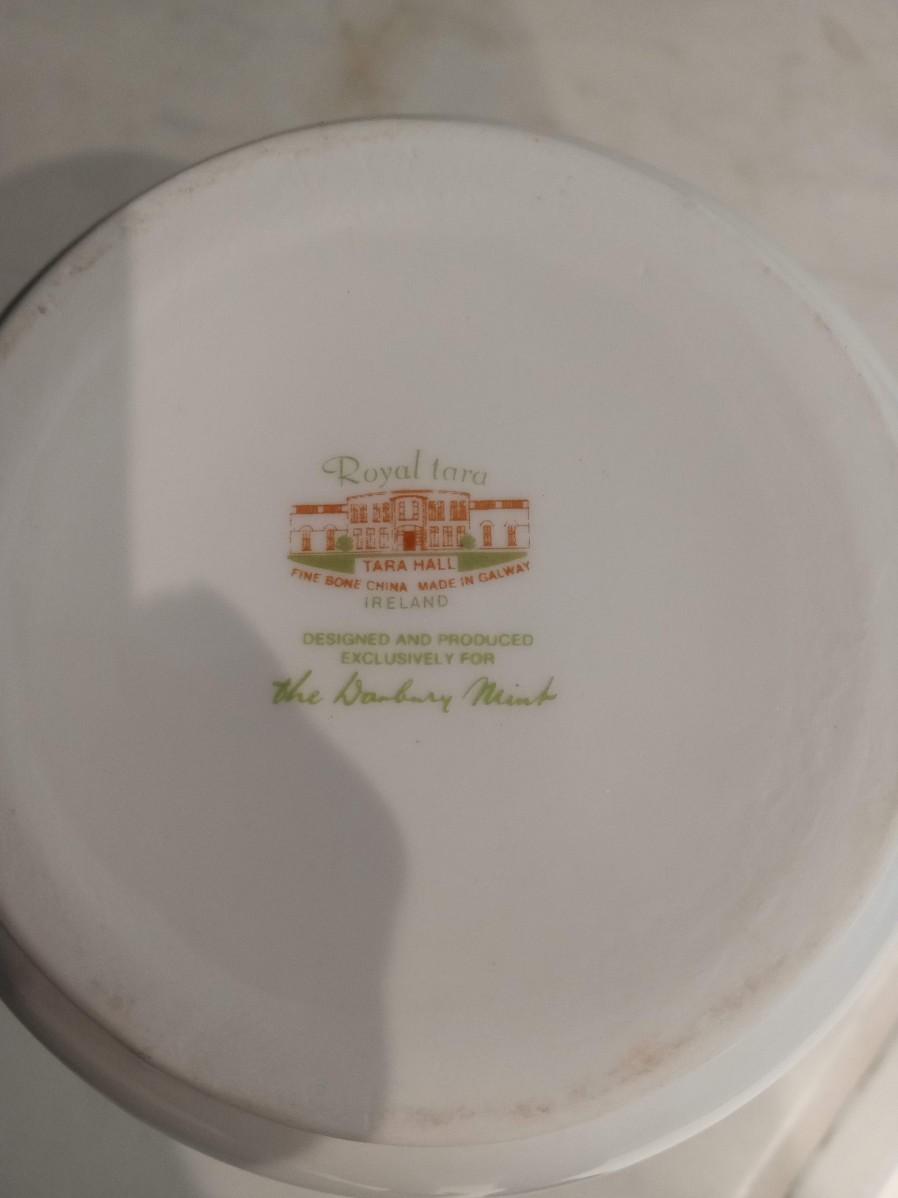 Royal tara
TARA HALL
FINE BONE CHINA MADE IN GALWAY
IRELAND
DESIGNED AND PRODUCED
EXCLUSIVELY FOR
the Danbury Mint